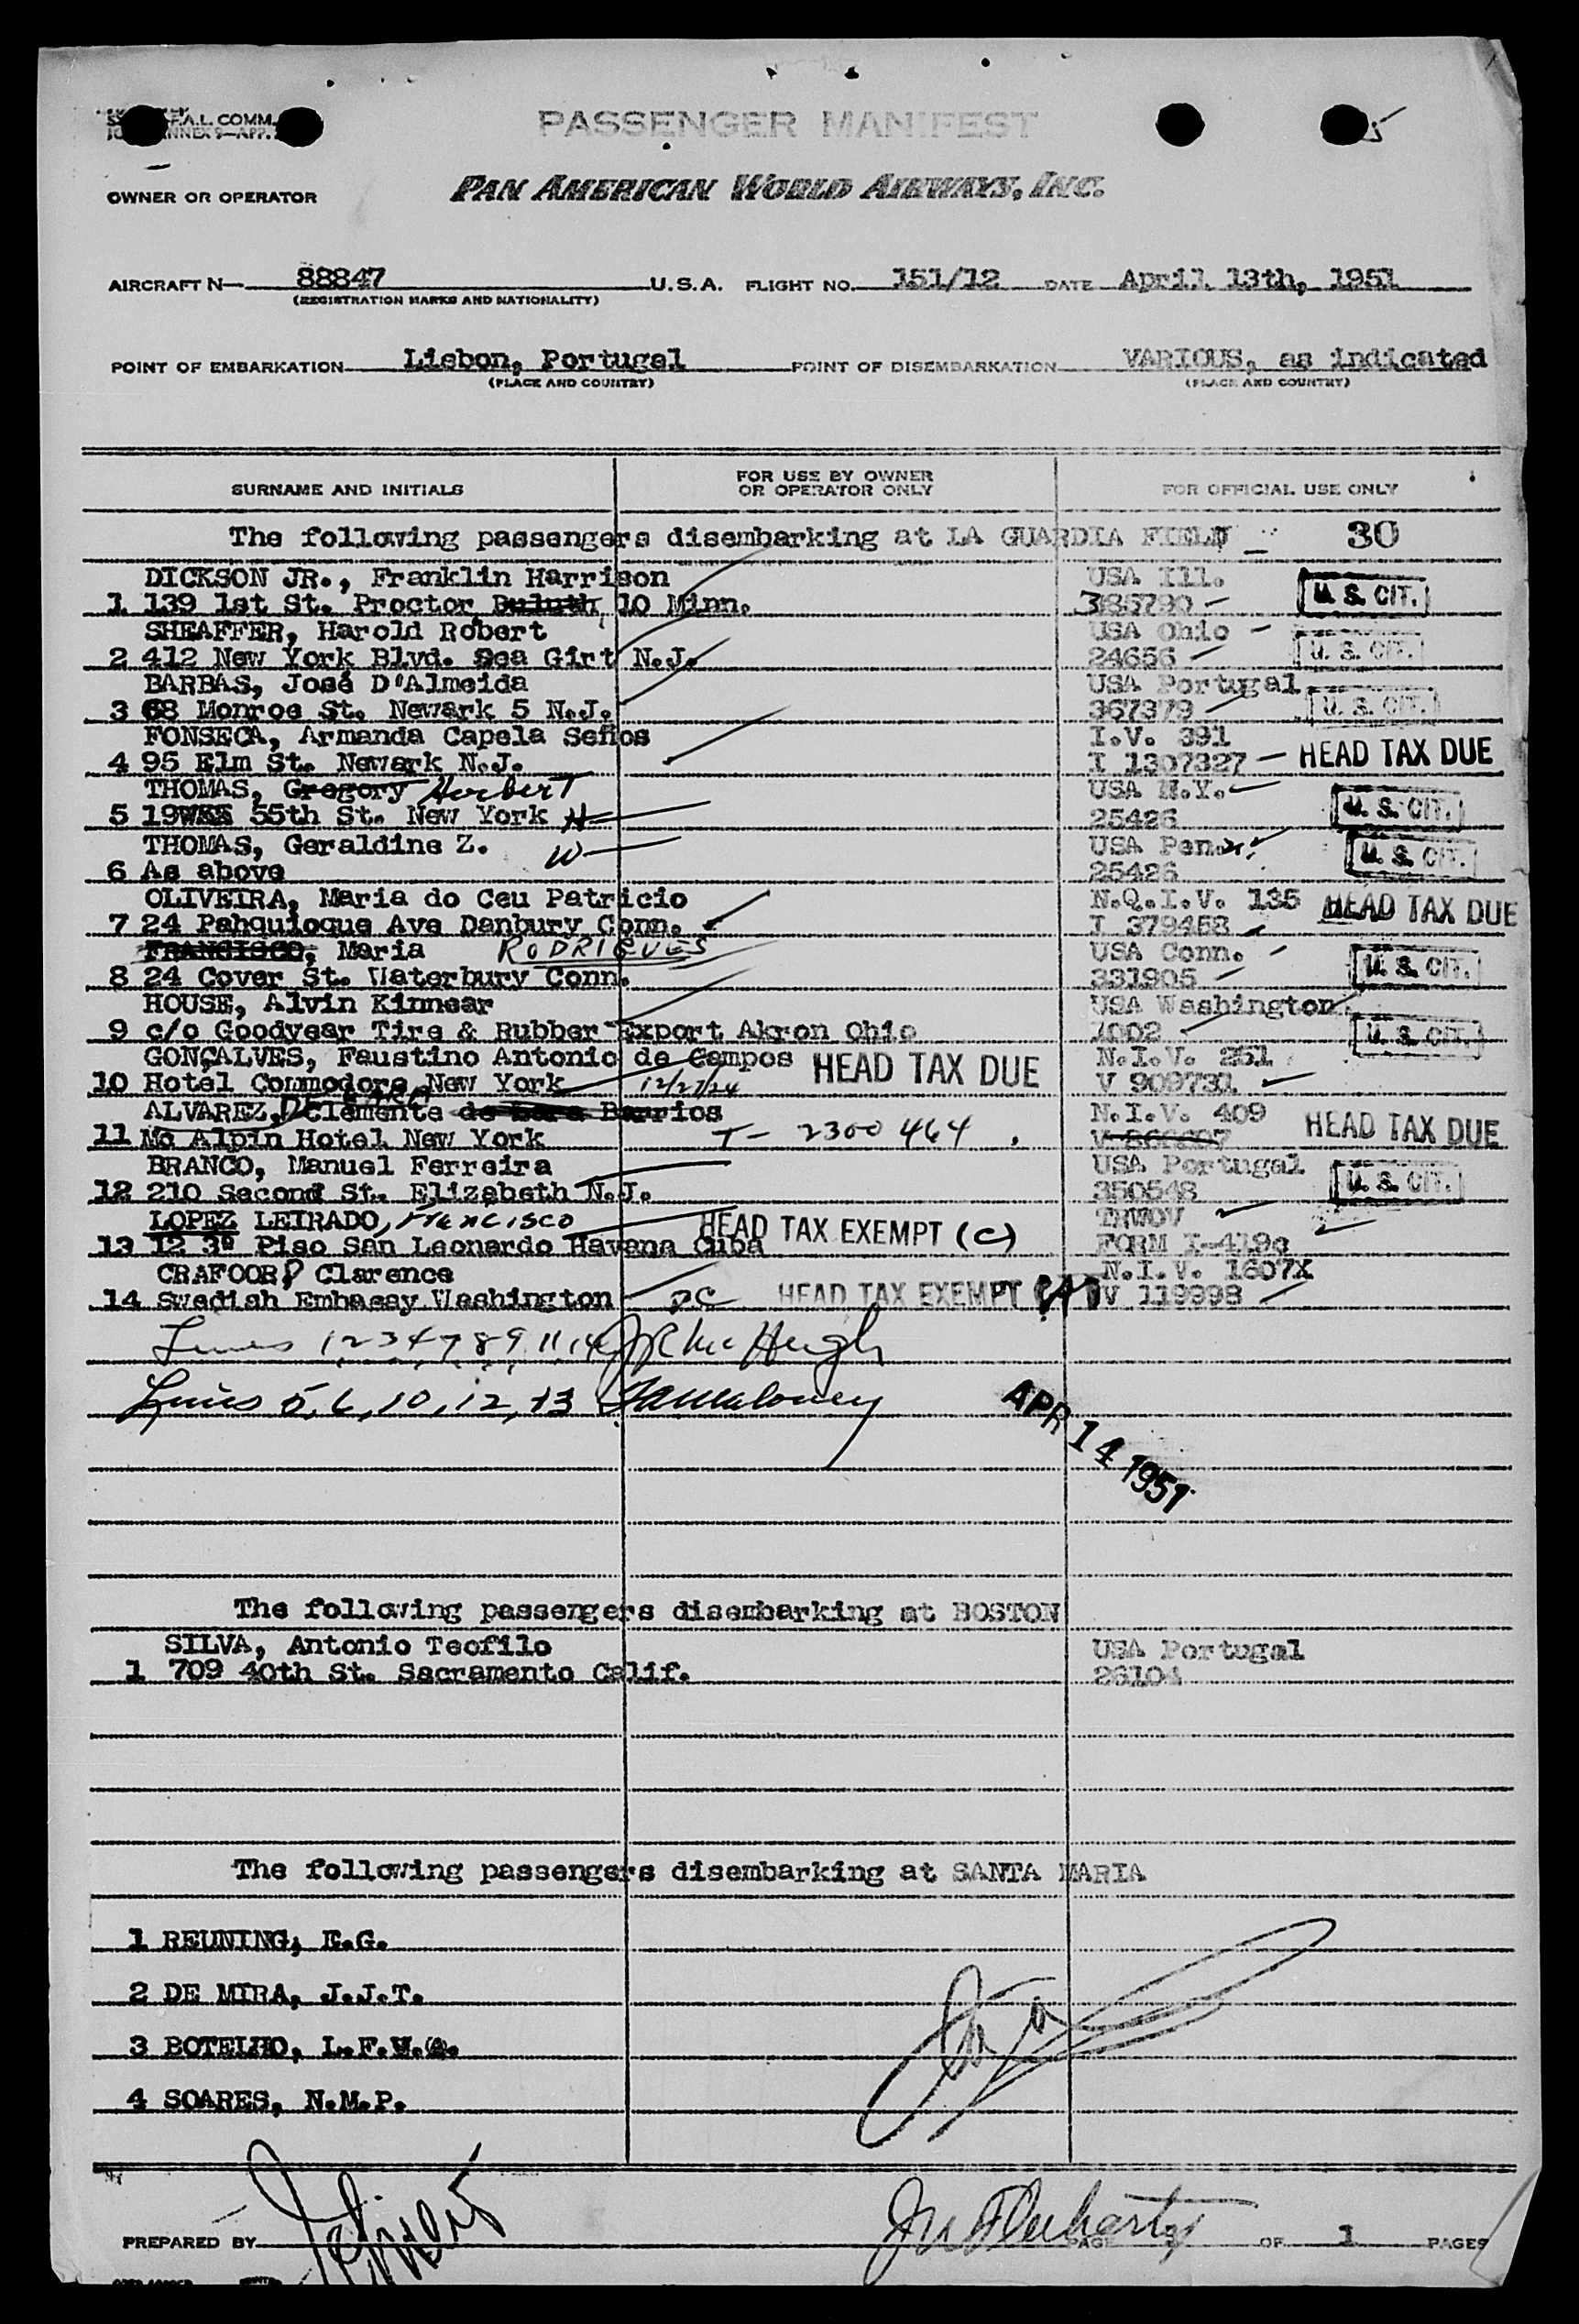 F.A.L. COMM.
ANNEX 9—APP.
PASSENGER MANIFEST
OWNER OR OPERATOR PAN AMERICAN WORLD AIRWAYS, INC.
AIRCRAFT N— 88847 U.S.A. FLIGHT NO. 151/12 DATE April 13th, 1951
(REGISTRATION MARKS AND NATIONALITY)
POINT OF EMBARKATION Lisbon, Portugal POINT OF DISEMBARKATION VARIOUS, as indicated
(PLACE AND COUNTRY) (PLACE AND COUNTRY)
SURNAME AND INITIALS FOR USE BY OWNER OR OPERATOR ONLY FOR OFFICIAL USE ONLY
The following passengers disembarking at LA GUARDIA FIELD 30
DICKSON JR., Franklin Harrison USA Ill.
1 139 1st St. Proctor Duluth 10 Minn. 385790 U. S. CIT.
SHEAFFER, Harold Robert USA Ohio
2 412 New York Blvd. Sea Girt N.J. 24656 U. S. CIT.
BARBAS, José D'Almeida USA Portugal
3 68 Monroe St. Newark 5 N.J. 367379 U. S. CIT.
FONSECA, Armanda Capela Seños I.V. 391
4 95 Elm St. Newark N.J. I 1307327 HEAD TAX DUE
THOMAS, Gregory Herbert USA N.Y.
5 19 55th St. New York H 25426 U. S. CIT.
THOMAS, Geraldine Z. W USA Pen.
6 As above 25426 U. S. CIT.
OLIVEIRA, Maria do Ceu Patricio N.Q.I.V. 135 HEAD TAX DUE
7 24 Pahquioque Ave Danbury Conn. I 379458
FRANCISCO, Maria RODRIGUES USA Conn.
8 24 Cover St. Waterbury Conn. 331905 U. S. CIT.
HOUSE, Alvin Kinnear USA Washington
9 c/o Goodyear Tire & Rubber Export Akron Ohio 7002 U. S. CIT.
GONÇALVES, Faustino Antonio de Campos HEAD TAX DUE N.I.V. 251
10 Hotel Commodore New York 12/27/24 V 909731
ALVAREZ, DE LARA Clemente de Lara Barrios N.I.V. 409 HEAD TAX DUE
11 Mc Alpin Hotel New York T- 2300464
BRANCO, Manuel Ferreira USA Portugal
12 210 Second St. Elizabeth N.J. 350548 U. S. CIT.
LOPEZ LEIRADO, Francisco HEAD TAX EXEMPT (C) TRWOV
13 12 3º Piso San Leonardo Havana Cuba FORM I-419c
CRAFOORD Clarence N.I.V. 1607X
14 Swedish Embassy Washington DC HEAD TAX EXEMPT V 119998
Lines 1 2 3 4 7 8 9 11 14 McHugh
Lines 5, 6, 10, 12, 13
APR 14 1951
The following passengers disembarking at BOSTON
SILVA, Antonio Teofilo USA Portugal
1 709 40th St. Sacramento Calif. 26104
The following passengers disembarking at SANTA MARIA
1 REUNING, E.G.
2 DE MIRA, J.J.T.
3 BOTELHO, L.F.
4 SOARES, N.M.P.
PREPARED BY PAGE OF 1 PAGES